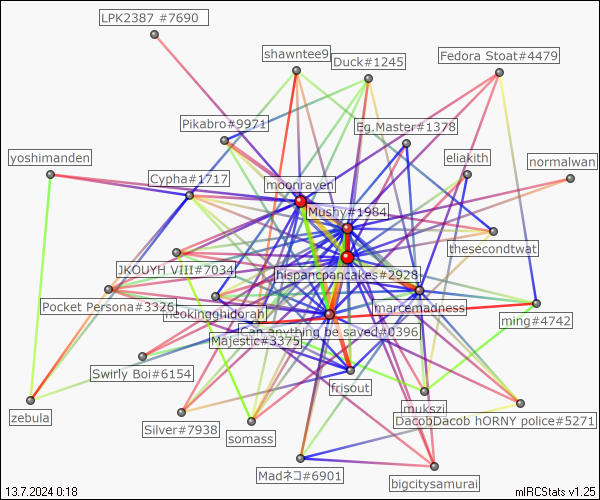 LPK2387 #7690
shawntee9
Duck#1245
Fedora Stoat#4479
Pikabro#9971
Eg.Master#1378
yoshimanden
eliakith
normalwan
Cypha#1717
moonraven
Mushy#1984
thesecondtwat
JKOUYH VIII#7034
hispancpancakes#2928
Pocket Persona#3326
neokingghidorah
marcemadness
ming#4742
Can anything be saved#0396
Majestic#3375
Swirly Boi#6154
frisout
mukszi
zebula
DacobDacob hORNY police#5271
Silver#7938
somass
Madネコ#6901
bigcitysamurai
13.7.2024 0:18
mIRCStats v1.25